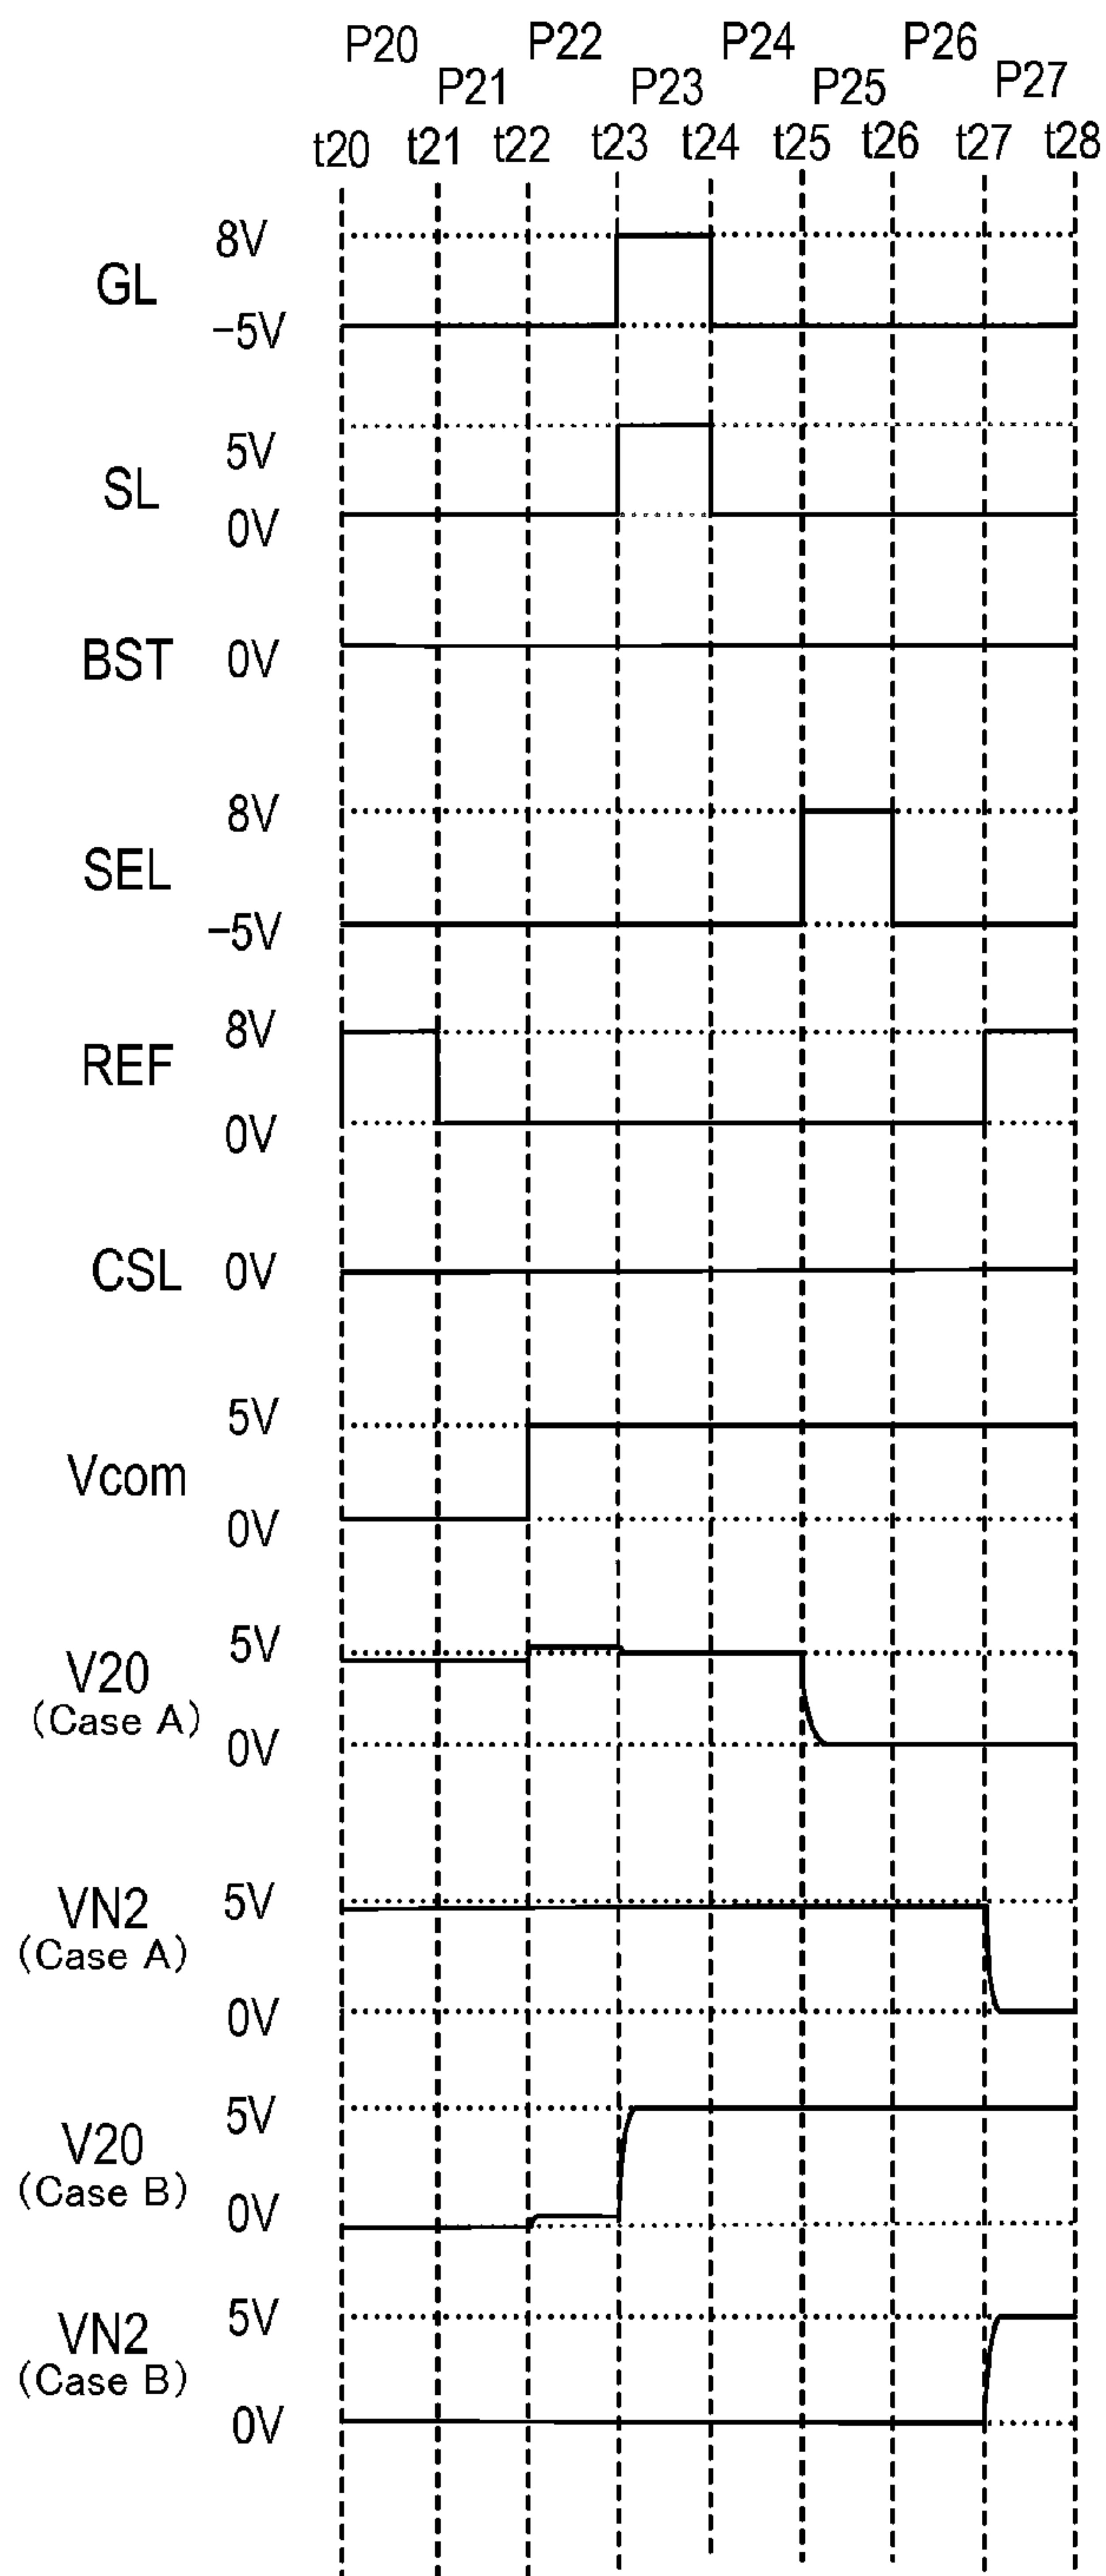 P20 P22 P24 P26
P21 P23 P25 P27
t20 t21 t22 t23 t24 t25 t26 t27 t28
8V
GL
−5V
5V
SL
0V
BST 0V
8V
SEL
−5V
8V
REF
0V
CSL 0V
5V
Vcom
0V
5V
V20
(Case A)
0V
5V
VN2
(Case A)
0V
5V
V20
(Case B)
0V
5V
VN2
(Case B)
0V